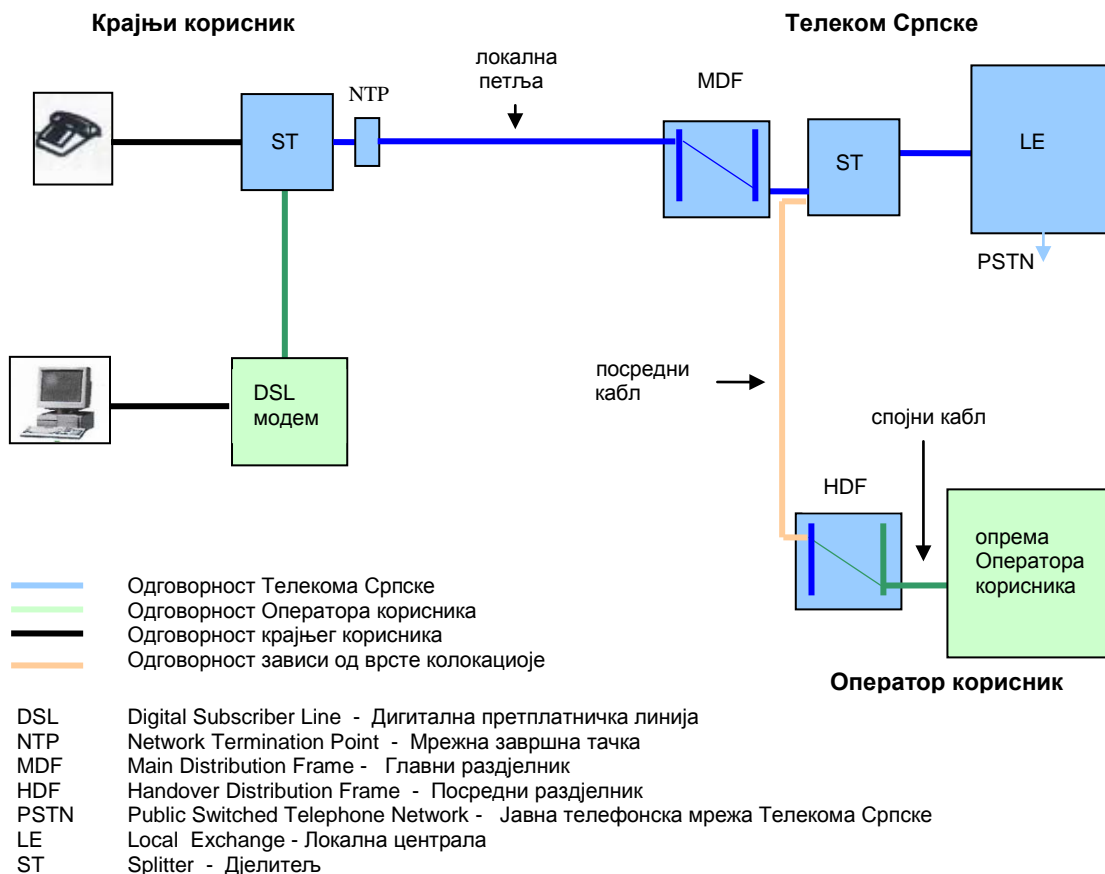 Крајњи корисник
Телеком Српске
локална
петља
NTP
MDF
ST
ST
LE
PSTN
посредни
кабл
DSL
модем
спојни кабл
HDF
опрема
Оператора
корисника
Оператор корисник
Одговорност Телекома Српске
Одговорност Оператора корисника
Одговорност крајњег корисника
Одговорност зависи од врсте колокациоје
DSL Digital Subscriber Line - Дигитална претплатничка линија
NTP Network Termination Point - Мрежна завршна тачка
MDF Main Distribution Frame - Главни раздјелник
HDF Handover Distribution Frame - Посредни раздјелник
PSTN Public Switched Telephone Network - Јавна телефонска мрежа Телекома Српске
LE Local Exchange - Локална централа
ST Splitter - Дјелитељ